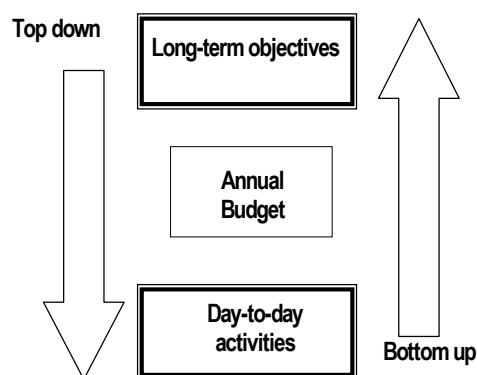 Top down
Long-term objectives
Annual
Budget
Day-to-day
activities
Bottom up